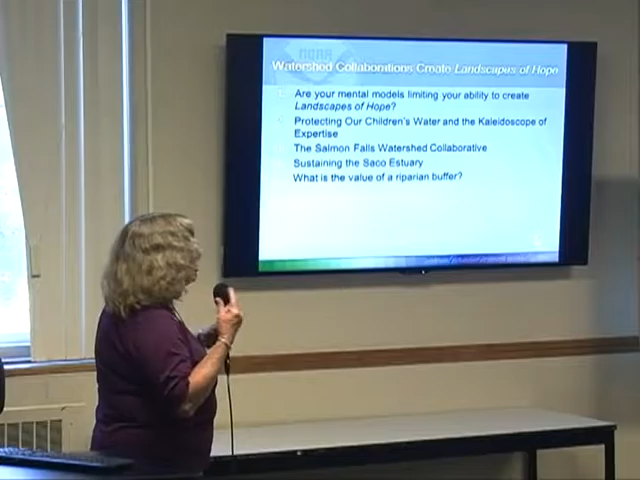 Watershed Collaborations Create Landscapes of Hope
Are your mental models limiting your ability to create
Landscapes of Hope?
Protecting Our Children's Water and the Kaleidoscope of
Expertise
The Salmon Falls Watershed Collaborative
Sustaining the Saco Estuary
What is the value of a riparian buffer?